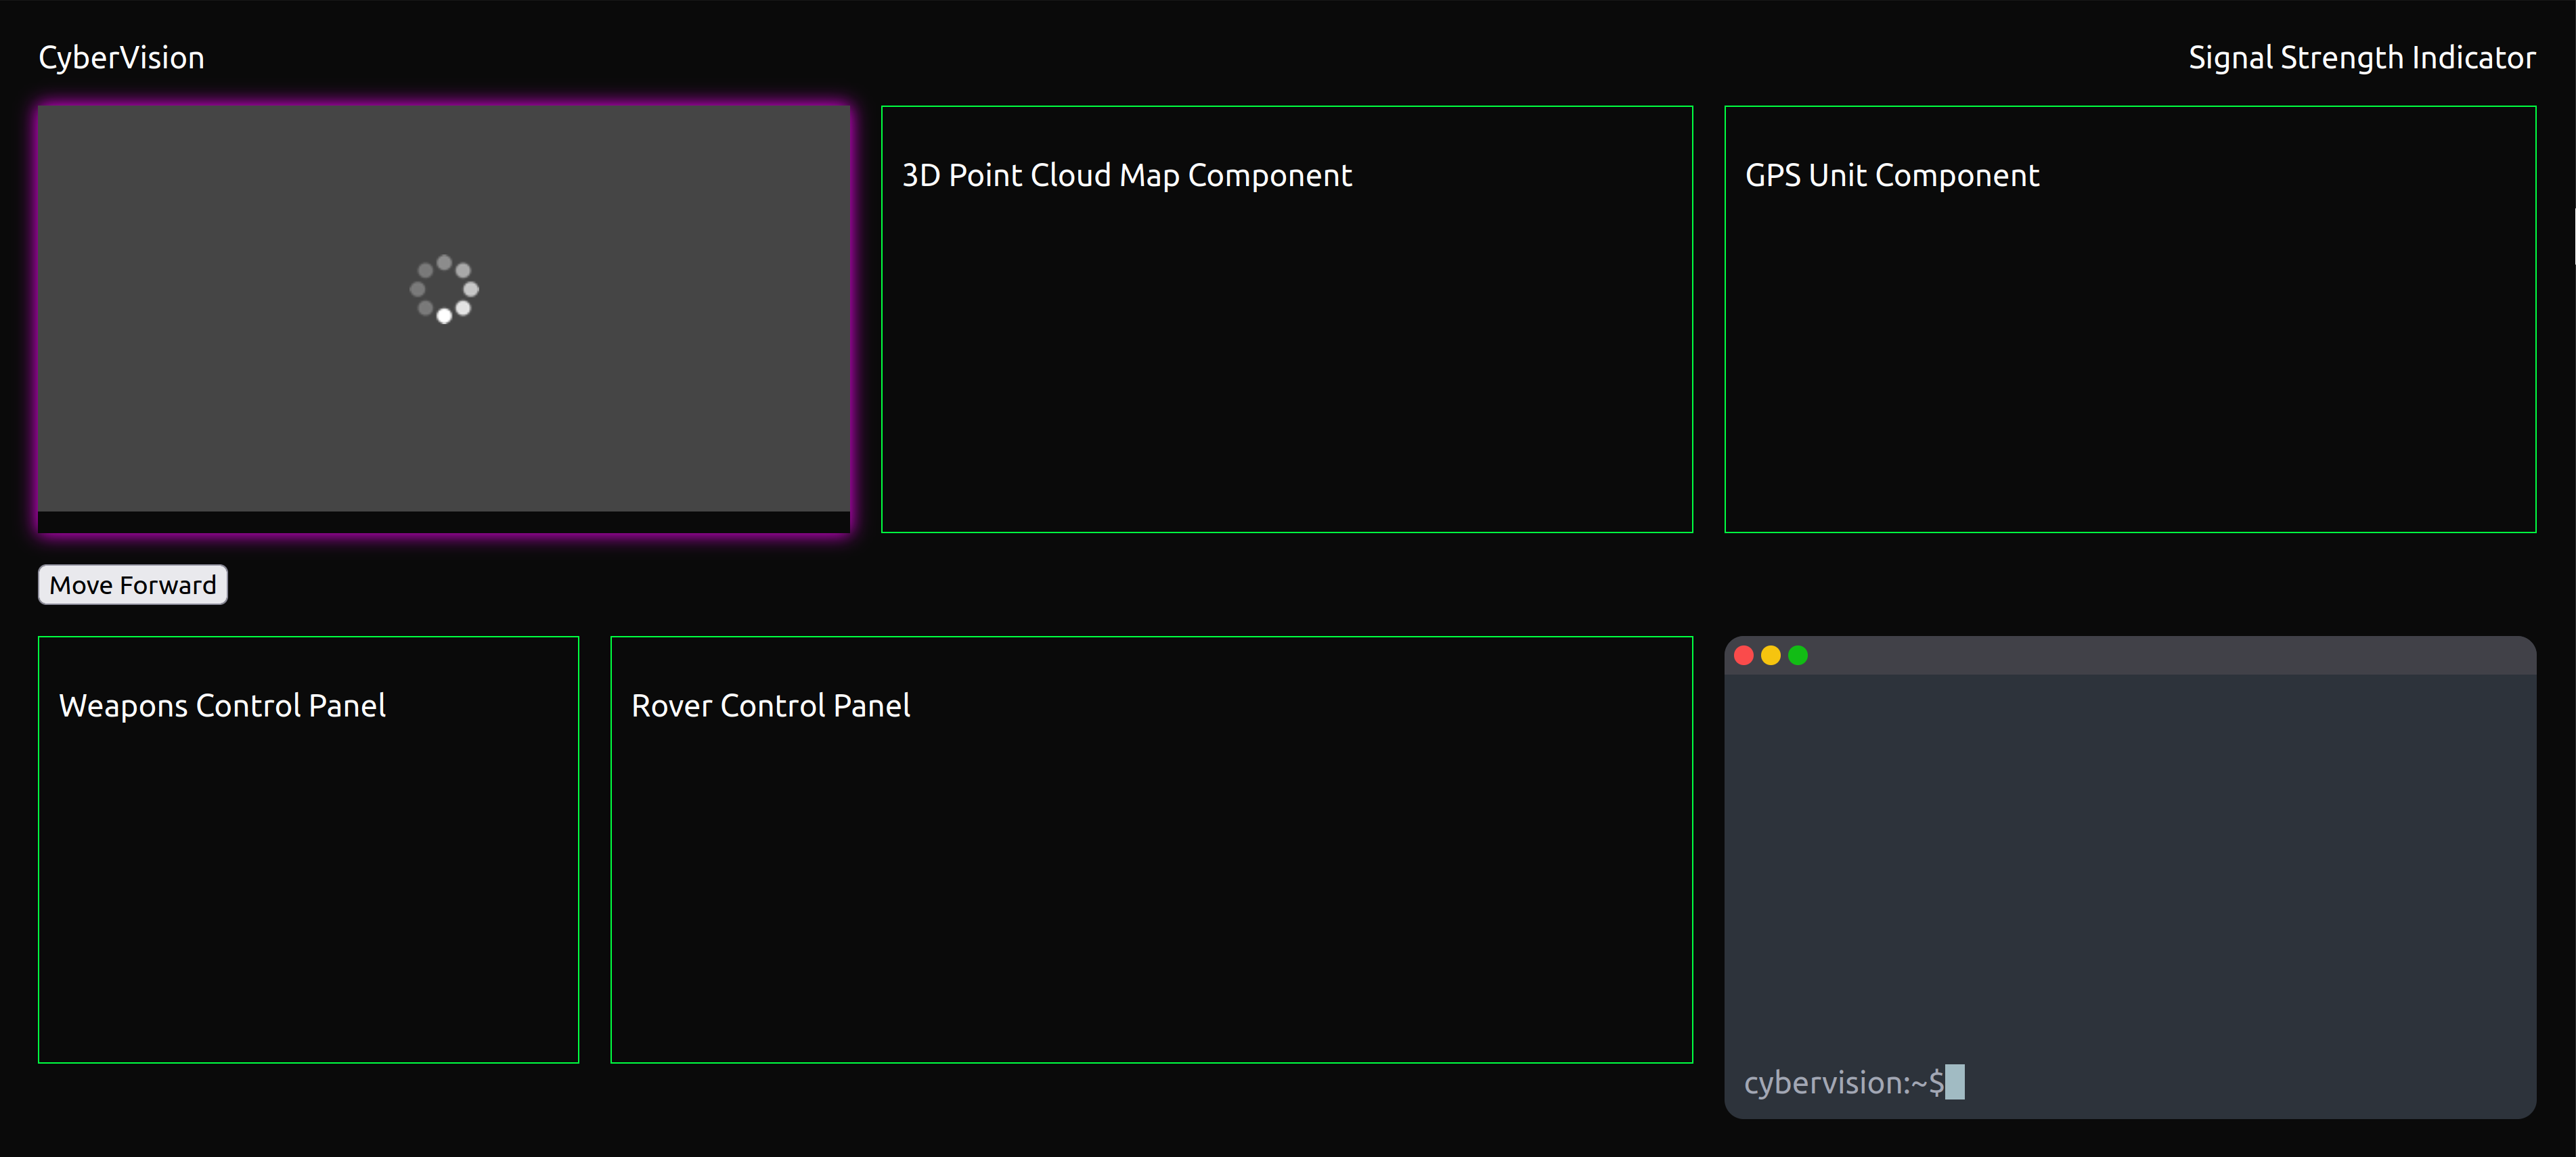 CyberVision
Signal Strength Indicator
3D Point Cloud Map Component
GPS Unit Component
Move Forward
Weapons Control Panel
Rover Control Panel
cybervision:~$